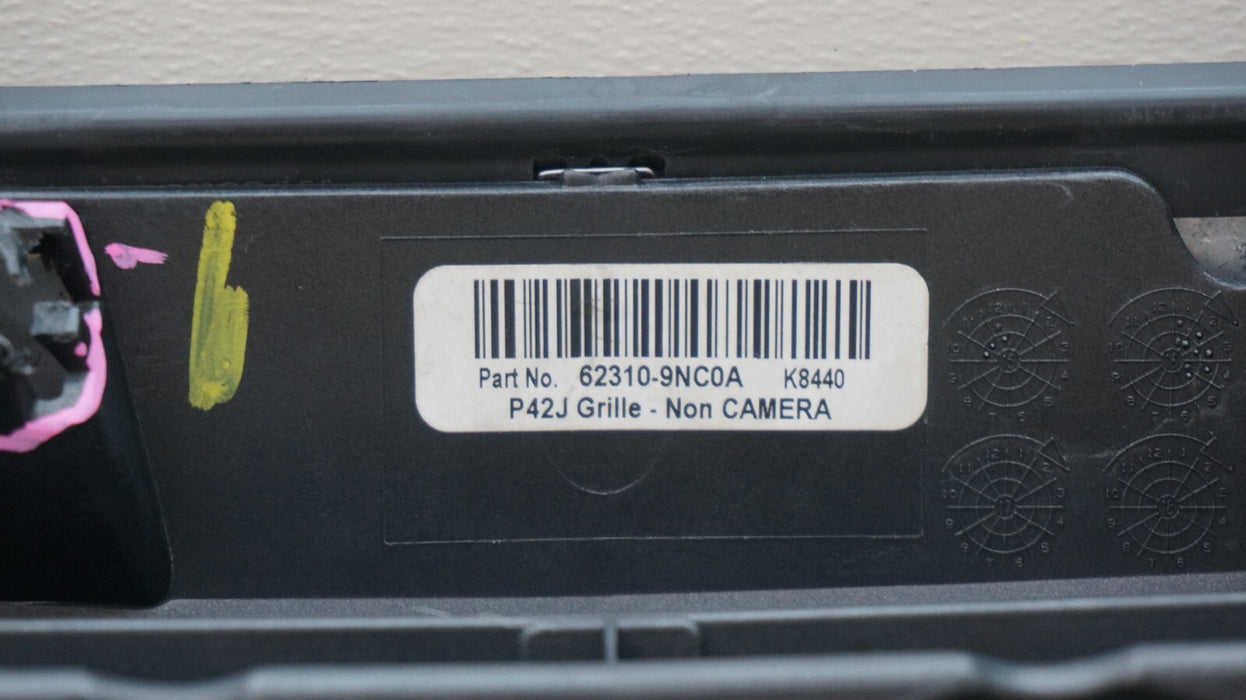 Part No. 62310-9NC0A K8440
P42J Grille - Non CAMERA